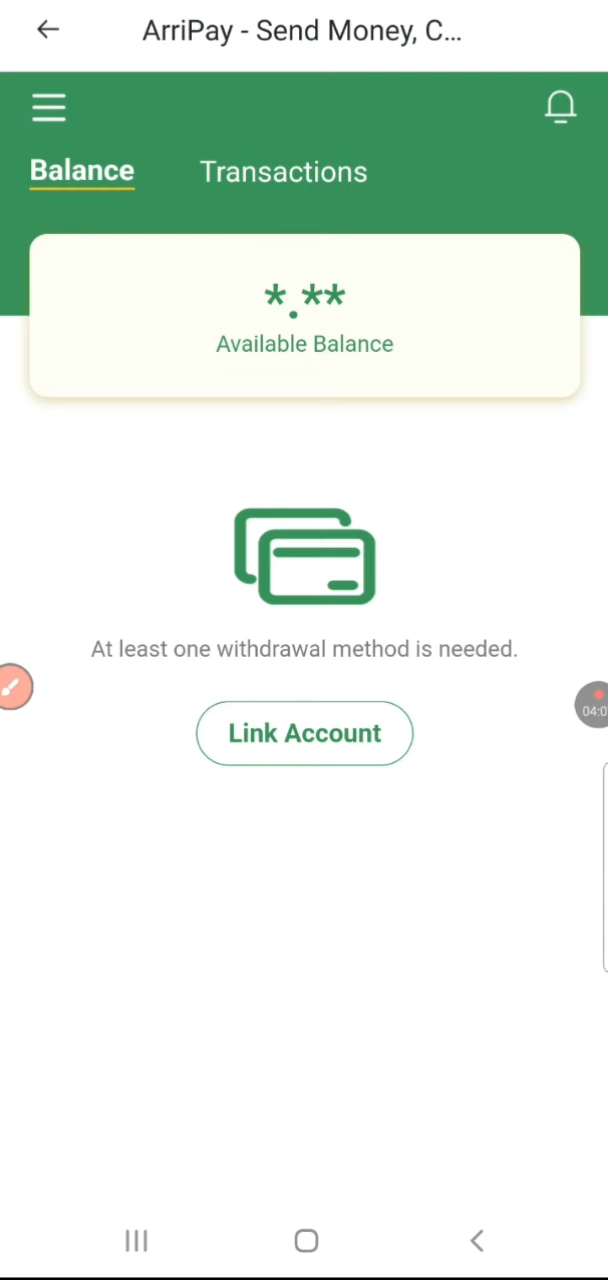 ArriPay - Send Money, C...
Balance
Transactions
*.**
Available Balance
At least one withdrawal method is needed.
Link Account